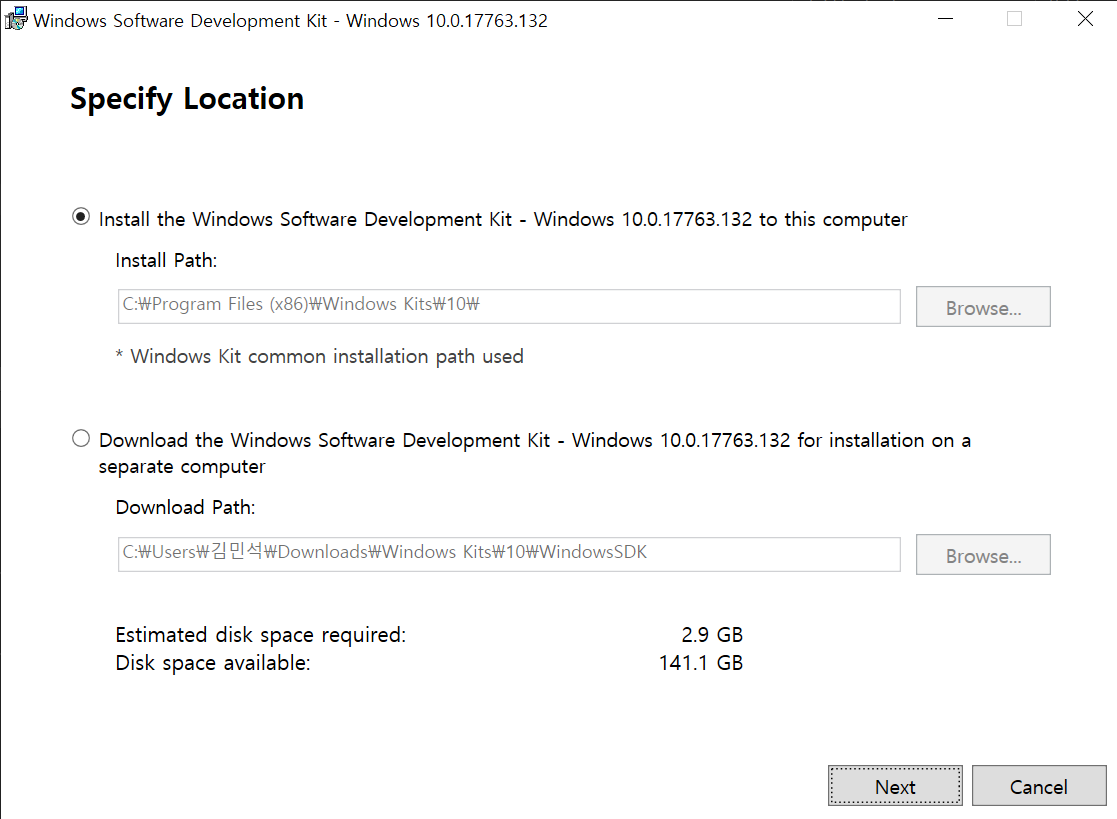 Windows Software Development Kit - Windows 10.0.17763.132
Specify Location
Install the Windows Software Development Kit - Windows 10.0.17763.132 to this computer
Install Path:
C:₩Program Files (x86)₩Windows Kits₩10₩
Browse...
* Windows Kit common installation path used
Download the Windows Software Development Kit - Windows 10.0.17763.132 for installation on a
separate computer
Download Path:
C:₩Users₩김민석₩Downloads₩Windows Kits₩10₩WindowsSDK
Browse...
Estimated disk space required: 2.9 GB
Disk space available: 141.1 GB
Next Cancel